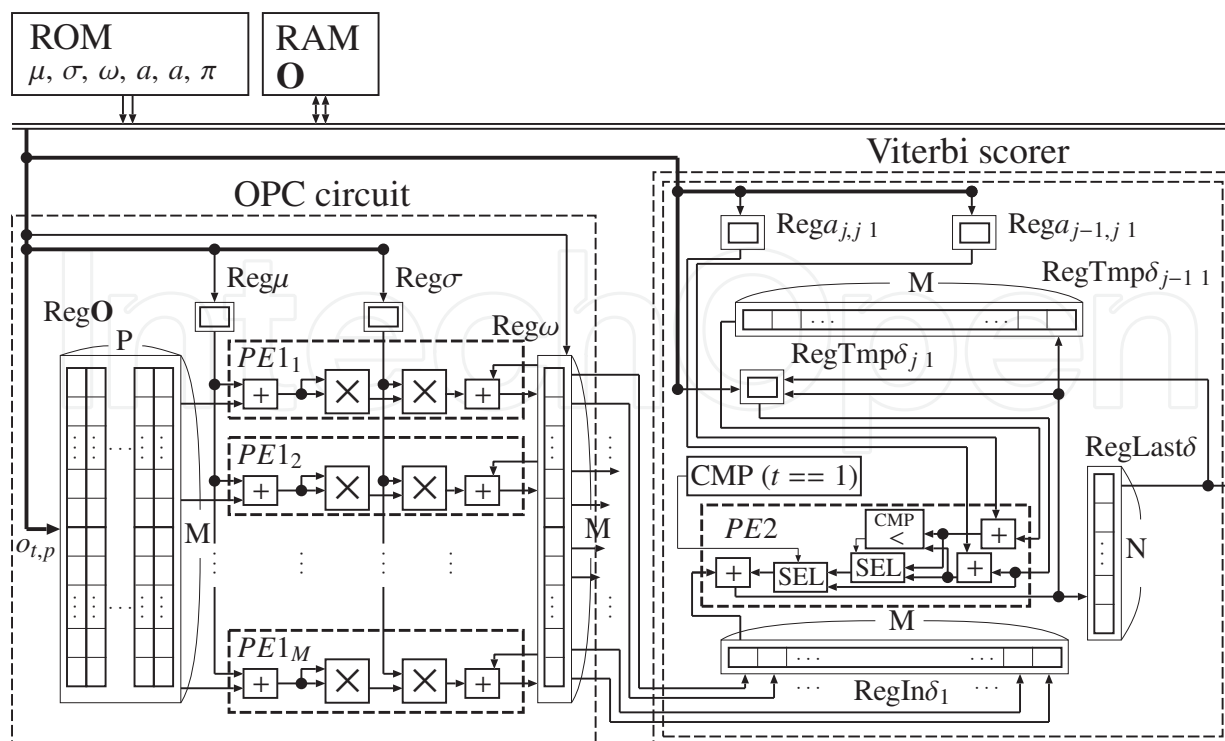 ROM
μ, σ, ω, a, a, π
RAM
O
Viterbi scorer
OPC circuit
Rega_{j,j 1}
Rega_{j−1,j 1}
Regμ
Regσ
M
RegTmpδ_{j−1 1}
RegO
Regω
P
... ...
RegTmpδ_{j 1}
PE1_1
+ × × +
PE1_2
RegLastδ
CMP (t == 1)
+ × × +
M
M
o_{t,p}
PE2
CMP
<
+
N
+
SEL
SEL
+
M
PE1_M
+ × × +
... ...
RegInδ_1
... ...
IntechOpen